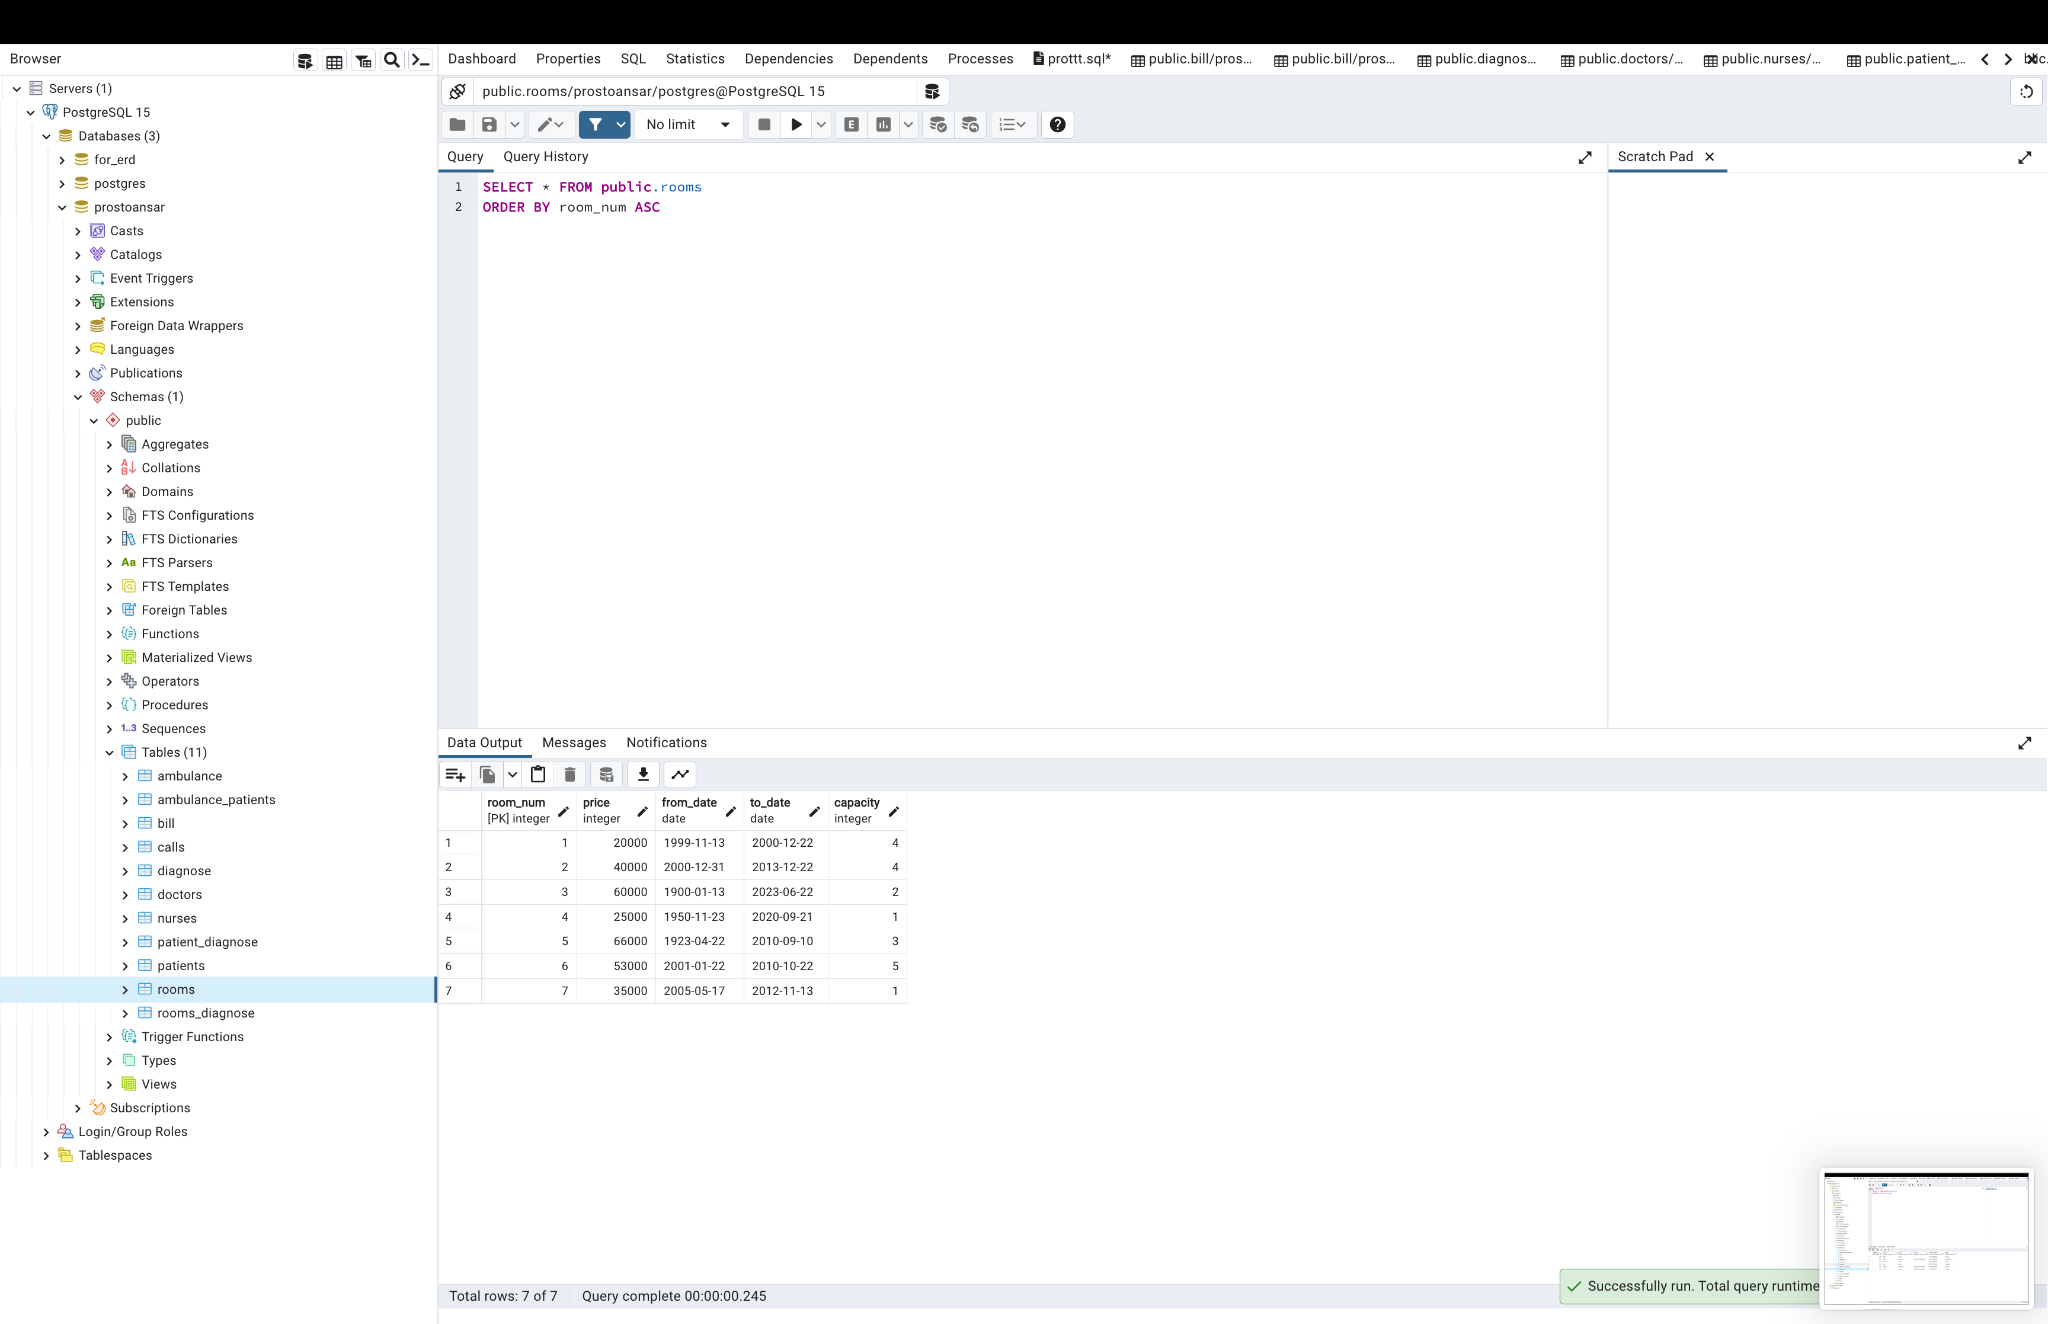 Browser
Servers (1)
PostgreSQL 15
Databases (3)
for_erd
postgres
prostoansar
Casts
Catalogs
Event Triggers
Extensions
Foreign Data Wrappers
Languages
Publications
Schemas (1)
public
Aggregates
Collations
Domains
FTS Configurations
FTS Dictionaries
Aa FTS Parsers
FTS Templates
Foreign Tables
Functions
Materialized Views
Operators
Procedures
1..3 Sequences
Tables (11)
ambulance
ambulance_patients
bill
calls
diagnose
doctors
nurses
patient_diagnose
patients
rooms
rooms_diagnose
Trigger Functions
Types
Views
Subscriptions
Login/Group Roles
Tablespaces
Dashboard Properties SQL Statistics Dependencies Dependents Processes prottt.sql* public.bill/pros... public.bill/pros... public.diagnos... public.doctors/... public.nurses/... public.patient_...
public.rooms/prostoansar/postgres@PostgreSQL 15
No limit E
Query Query History Scratch Pad
1 SELECT * FROM public.rooms
2 ORDER BY room_num ASC
Data Output Messages Notifications
room_num price from_date to_date capacity
[PK] integer integer date date integer
1 1 20000 1999-11-13 2000-12-22 4
2 2 40000 2000-12-31 2013-12-22 4
3 3 60000 1900-01-13 2023-06-22 2
4 4 25000 1950-11-23 2020-09-21 1
5 5 66000 1923-04-22 2010-09-10 3
6 6 53000 2001-01-22 2010-10-22 5
7 7 35000 2005-05-17 2012-11-13 1
Successfully run. Total query runtime
Total rows: 7 of 7 Query complete 00:00:00.245